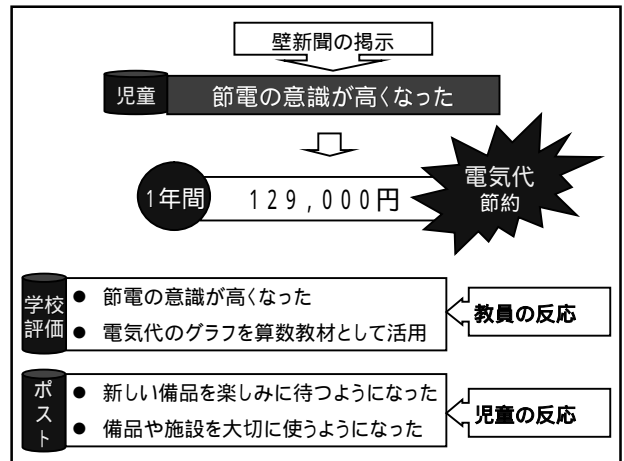 壁新聞の掲示
児童
節電の意識が高くなった
1年間
129,000円
電気代
節約
学校
評価
● 節電の意識が高くなった
● 電気代のグラフを算数教材として活用
教員の反応
ポスト
● 新しい備品を楽しみに待つようになった
● 備品や施設を大切に使うようになった
児童の反応